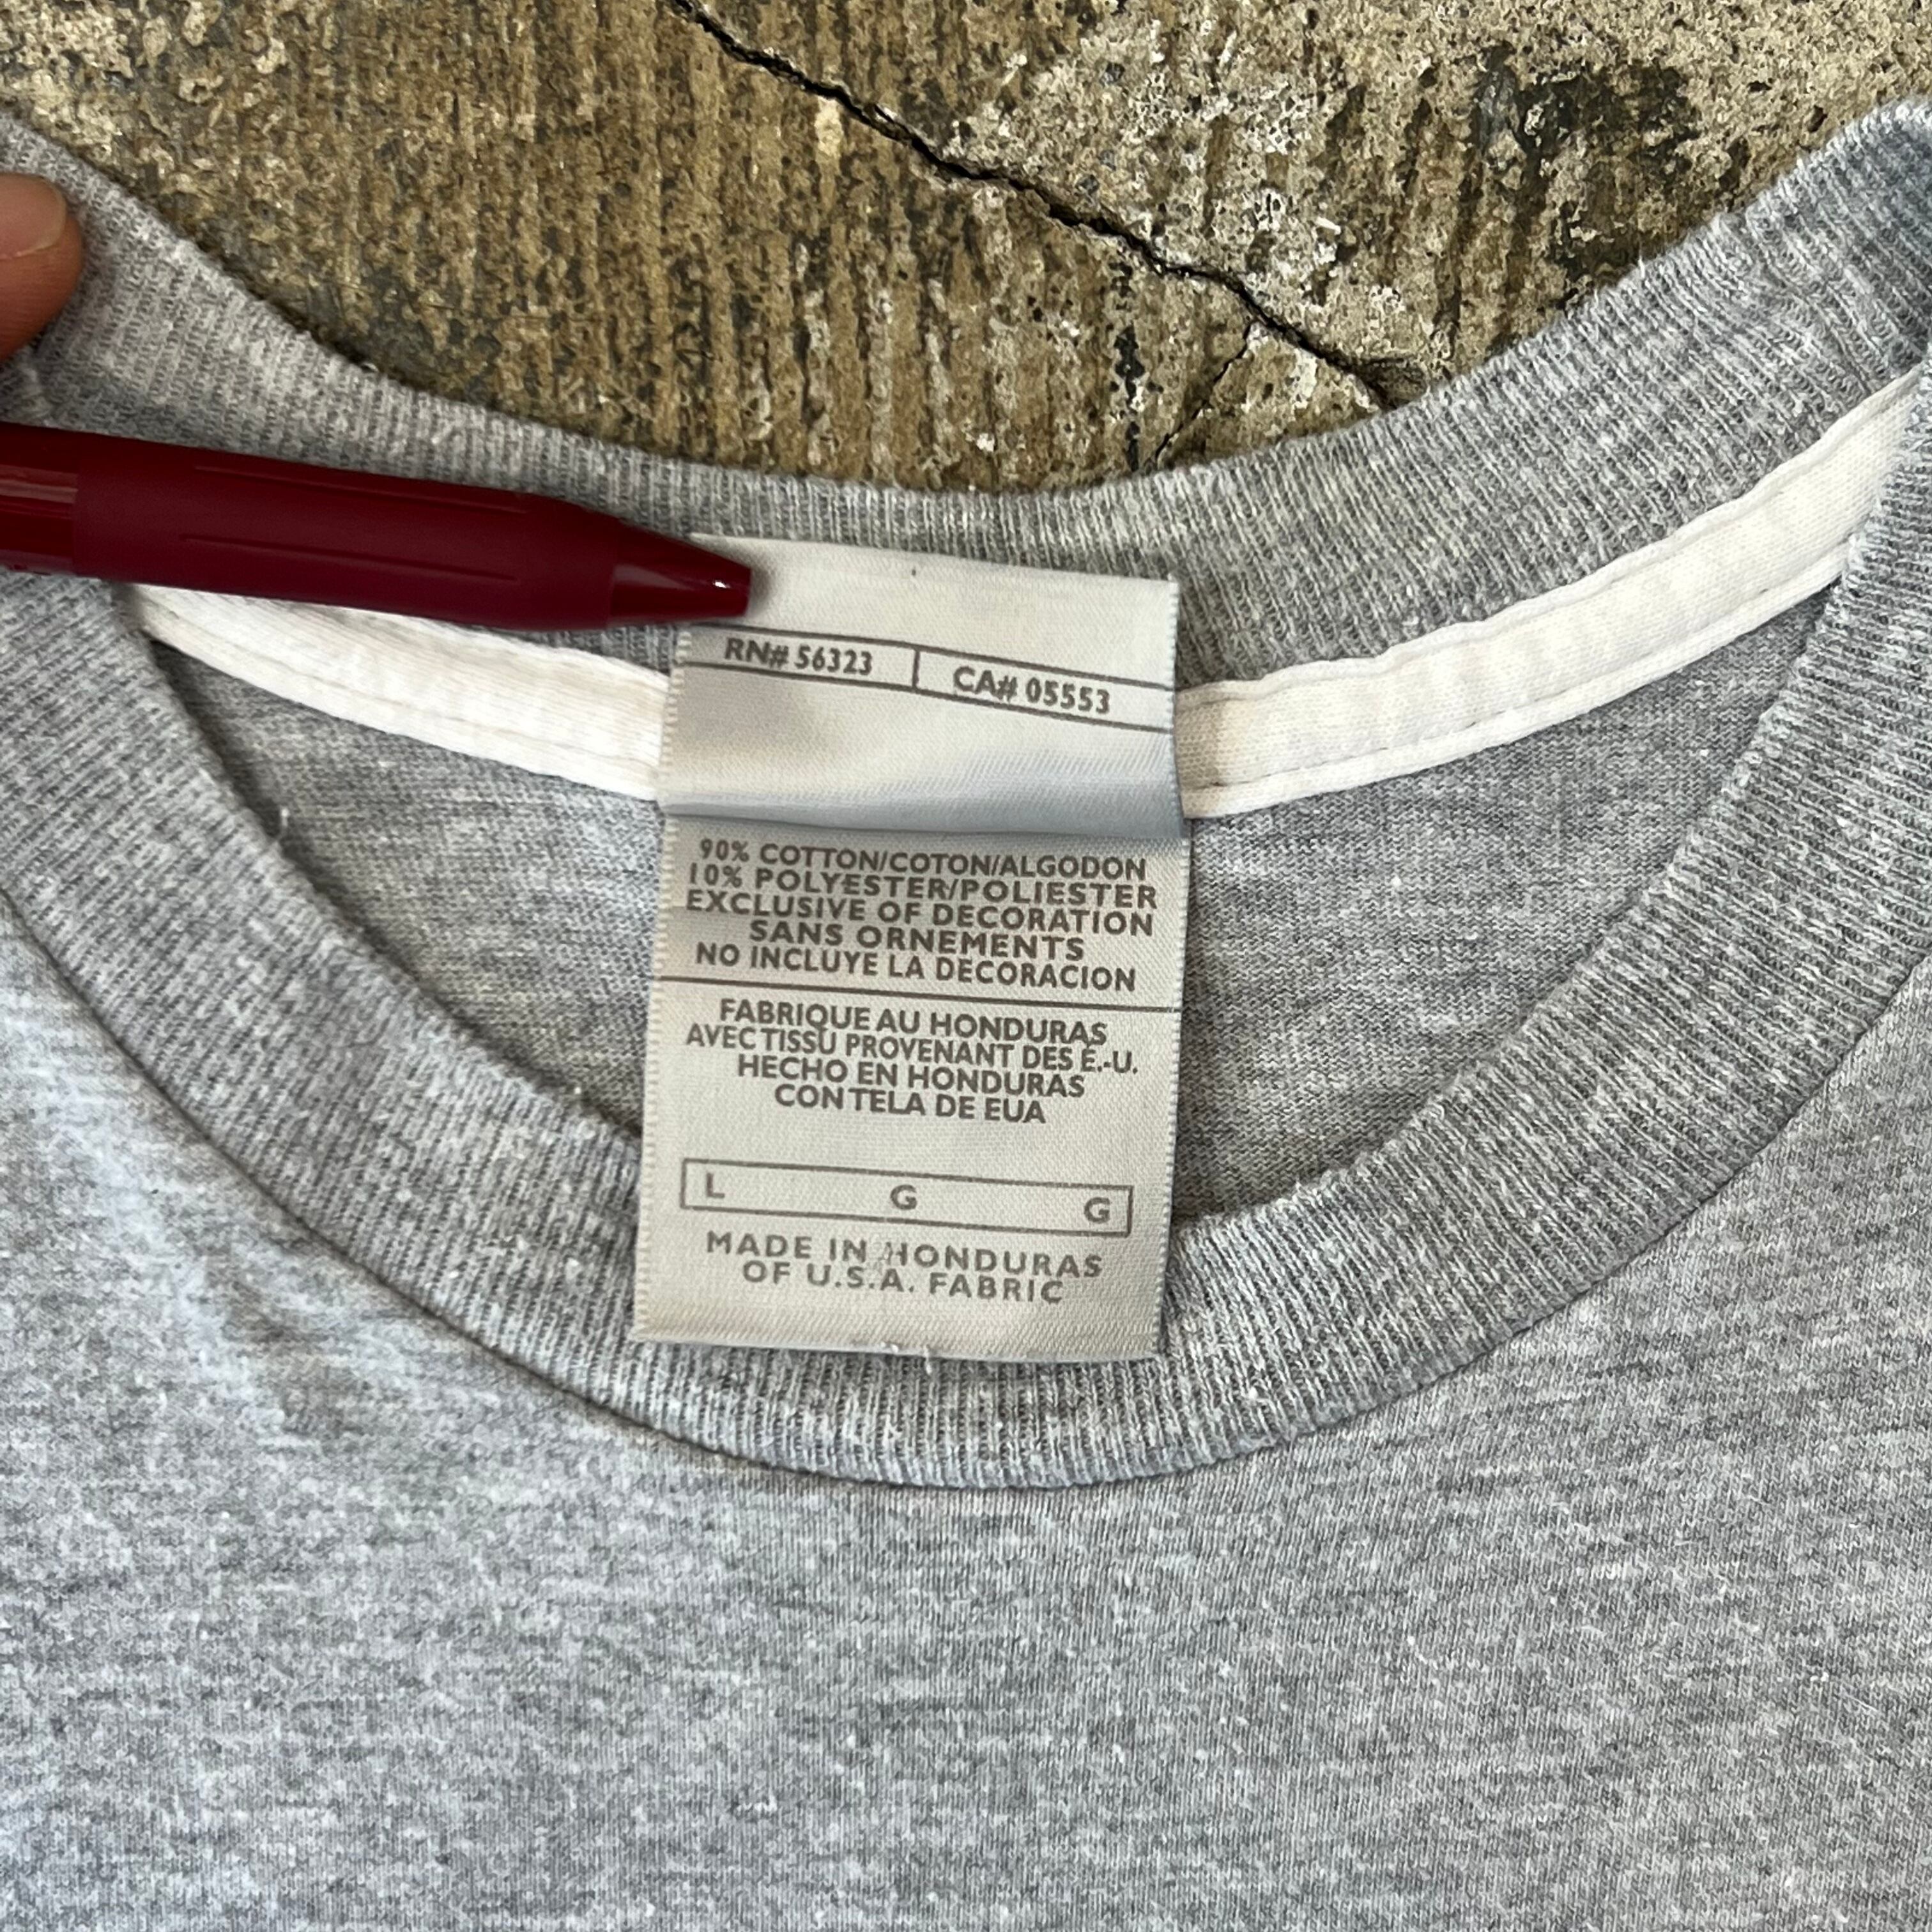 RN# 56323 CA# 05553
90% COTTON/COTON/ALGODON
10% POLYESTER/POLIESTER
EXCLUSIVE OF DECORATION
SANS ORNEMENTS
NO INCLUYE LA DECORACION
FABRIQUE AU HONDURAS
AVEC TISSU PROVENANT DES É.-U.
HECHO EN HONDURAS
CON TELA DE EUA
L G G
MADE IN HONDURAS
OF U.S.A. FABRIC